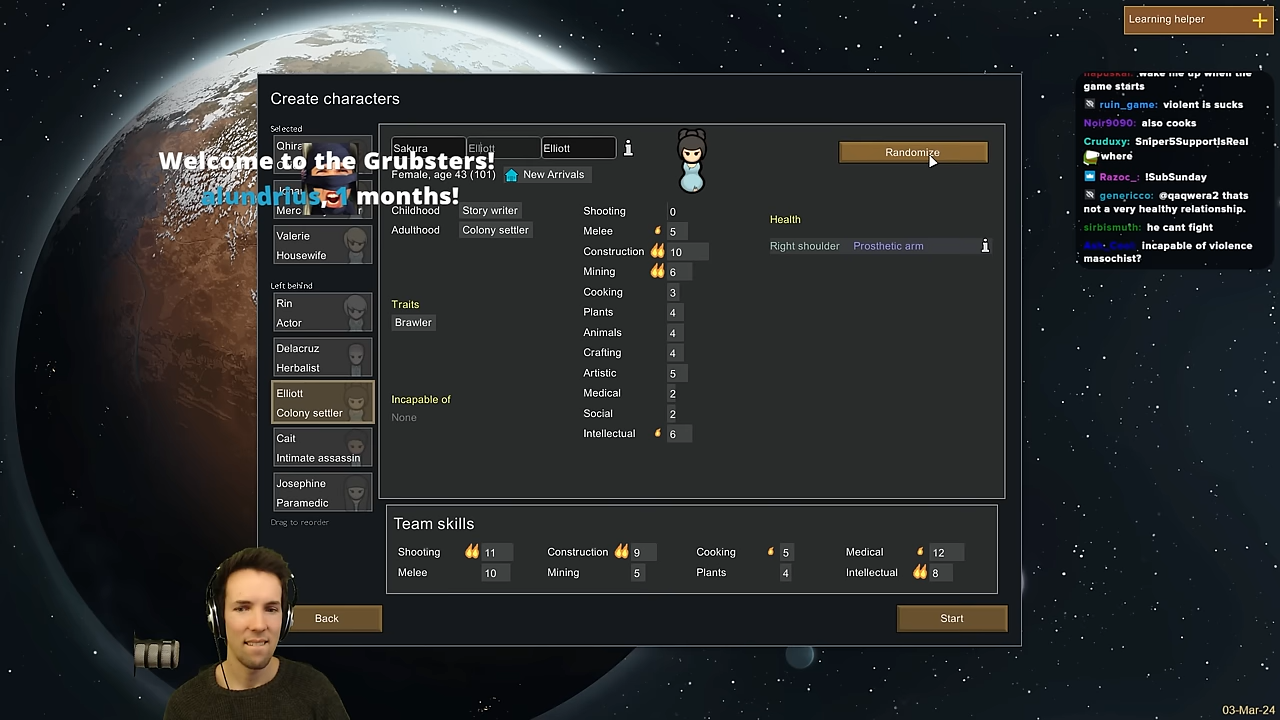 Learning helper
wake me up when the
game starts
ruin_game: violent is sucks
Noir9090: also cooks
Cruduxy: Sniper5SupportIsReal
where
Razoc_: !SubSunday
genericco: @qaqwera2 thats
not a very healthy relationship.
sirbismuth: he cant fight
incapable of violence
masochist?
Create characters
Selected
Qhira
Welcome to the Grubsters!
alundrius, 1 months!
Merc
Valerie
Housewife
Left behind
Rin
Actor
Delacruz
Herbalist
Elliott
Colony settler
Cait
Intimate assassin
Josephine
Paramedic
Drag to reorder
Sakura Elliott Elliott
Randomize
Female, age 43 (101) New Arrivals
Childhood Story writer
Adulthood Colony settler
Traits
Brawler
Incapable of
None
Shooting 0
Melee 5
Construction 10
Mining 6
Cooking 3
Plants 4
Animals 4
Crafting 4
Artistic 5
Medical 2
Social 2
Intellectual 6
Health
Right shoulder Prosthetic arm
Team skills
Shooting 11 Construction 9 Cooking 5 Medical 12
Melee 10 Mining 5 Plants 4 Intellectual 8
Back
Start
03-Mar-24